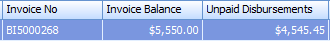 Invoice No Invoice Balance Unpaid Disbursements
BI5000268 $5,550.00 $4,545.45